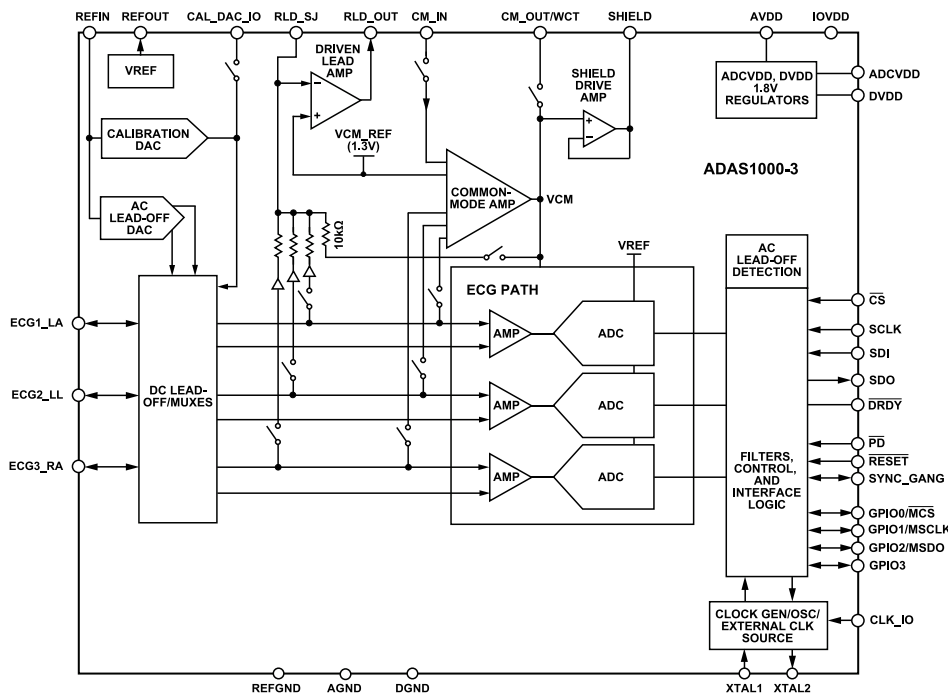 REFIN REFOUT CAL_DAC_IO RLD_SJ RLD_OUT CM_IN CM_OUT/WCT SHIELD AVDD IOVDD
VREF
DRIVEN
LEAD
AMP
–
+
SHIELD
DRIVE
AMP
+
–
ADCVDD, DVDD
1.8V
REGULATORS
ADCVDD
DVDD
CALIBRATION
DAC
VCM_REF
(1.3V)
ADAS1000-3
AC
LEAD-OFF
DAC
COMMON-
MODE AMP
VCM
10kΩ
VREF
AC
LEAD-OFF
DETECTION
ECG PATH
ECG1_LA
ECG2_LL
ECG3_RA
DC LEAD-
OFF/MUXES
AMP
ADC
AMP
ADC
AMP
ADC
FILTERS,
CONTROL,
AND
INTERFACE
LOGIC
CS
SCLK
SDI
SDO
DRDY
PD
RESET
SYNC_GANG
GPIO0/MCS
GPIO1/MSCLK
GPIO2/MSDO
GPIO3
CLOCK GEN/OSC/
EXTERNAL CLK
SOURCE
CLK_IO
REFGND AGND DGND XTAL1 XTAL2